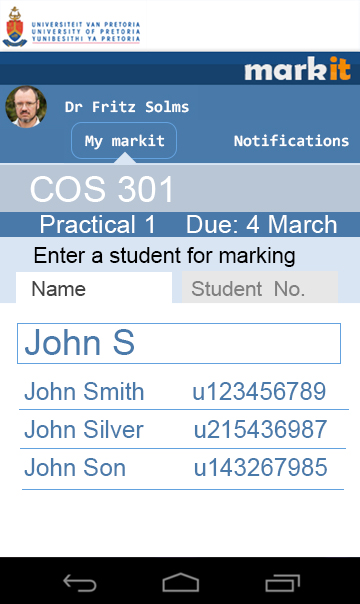 UNIVERSITEIT VAN PRETORIA
UNIVERSITY OF PRETORIA
YUNIBESITHI YA PRETORIA
markit
Dr Fritz Solms
My markit
Notifications
COS 301
Practical 1 Due: 4 March
Enter a student for marking
Name Student No.
John S
John Smith u123456789
John Silver u215436987
John Son u143267985